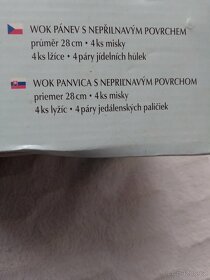 WOK PÁNEV S NEPŘILNAVÝM POVRCHEM
průměr 28 cm • 4 ks misky
4 ks lžíce • 4 páry jídelních hůlek
WOK PANVICA S NEPRIĽNAVÝM POVRCHOM
priemer 28 cm • 4 ks misky
4 ks lyžíc • 4 páry jedálenských paličiek